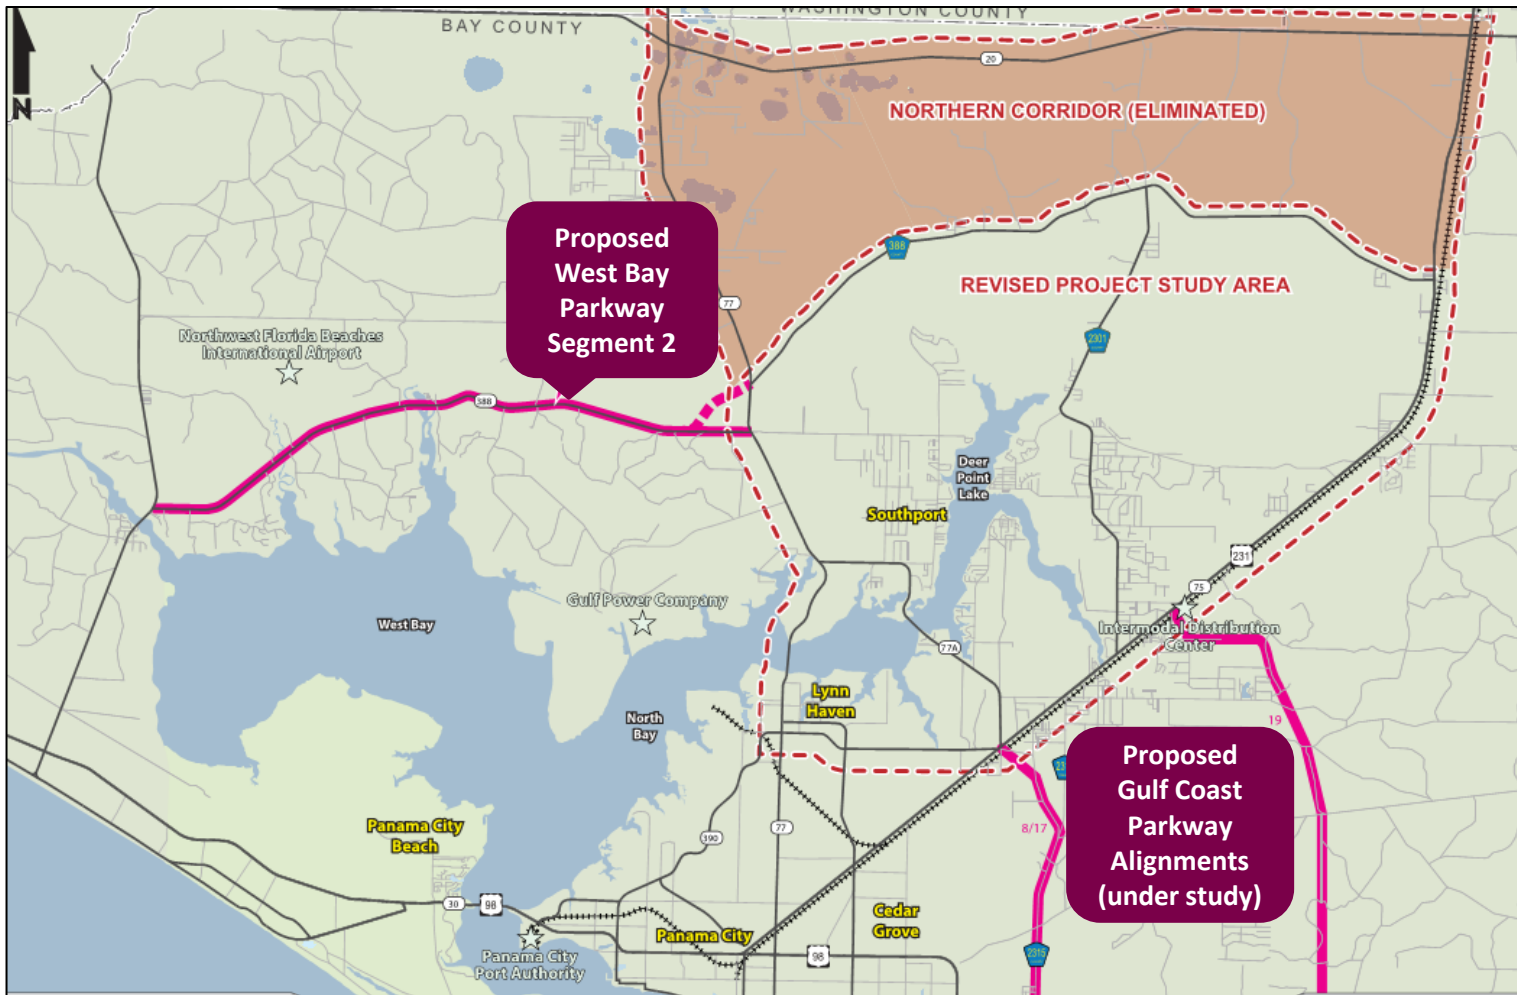 WASHINGTON COUNTY
BAY COUNTY
N
20
NORTHERN CORRIDOR (ELIMINATED)
Proposed
West Bay
Parkway
Segment 2
388
REVISED PROJECT STUDY AREA
77
2301
Northwest Florida Beaches
International Airport
388
Deer
Point
Lake
Southport
231
75
Gulf Power Company
West Bay
Intermodal Distribution
Center
77A
Lynn
Haven
North
Bay
19
Proposed
Gulf Coast
Parkway
Alignments
(under study)
8/17
Panama City
Beach
390
77
30
98
Cedar
Grove
Panama City
98
Panama City
Port Authority
2315